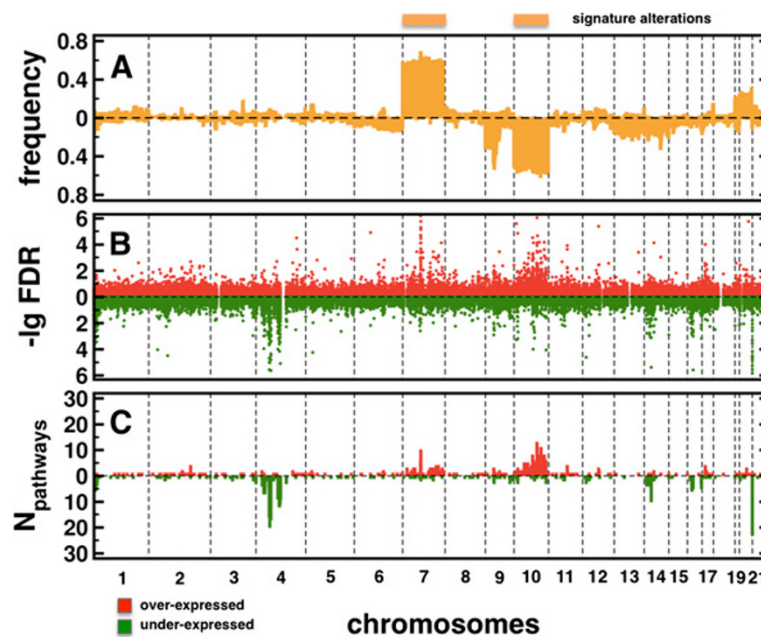 signature alterations
0.8
0.4
0
0.4
0.8
frequency
A
6
4
2
0
2
4
6
-lg FDR
B
30
20
10
0
10
20
30
N pathways
C
1 2 3 4 5 6 7 8 9 10 11 12 13 14 15 17 19 21
over-expressed
under-expressed
chromosomes